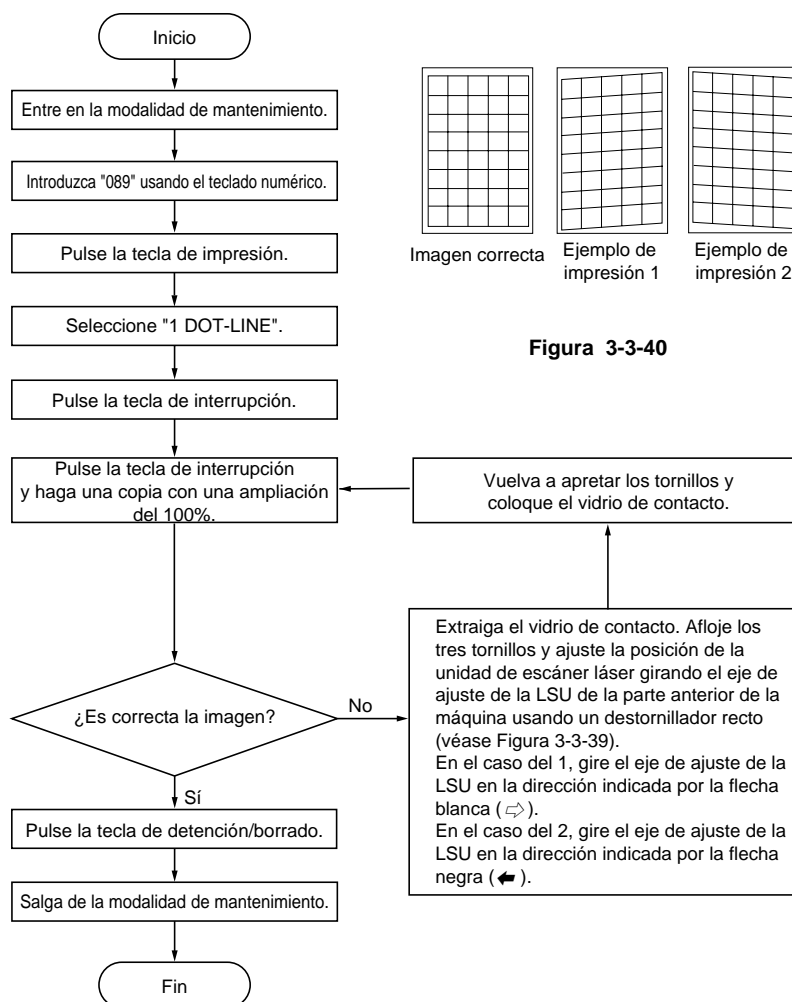 Inicio
Entre en la modalidad de mantenimiento.
Introduzca "089" usando el teclado numérico.
Pulse la tecla de impresión.
Seleccione "1 DOT-LINE".
Pulse la tecla de interrupción.
Pulse la tecla de interrupción
y haga una copia con una ampliación
del 100%.
¿Es correcta la imagen?
No
Sí
Pulse la tecla de detención/borrado.
Salga de la modalidad de mantenimiento.
Fin
Imagen correcta
Ejemplo de
impresión 1
Ejemplo de
impresión 2
Figura 3-3-40
Vuelva a apretar los tornillos y
coloque el vidrio de contacto.
Extraiga el vidrio de contacto. Afloje los
tres tornillos y ajuste la posición de la
unidad de escáner láser girando el eje de
ajuste de la LSU de la parte anterior de la
máquina usando un destornillador recto
(véase Figura 3-3-39).
En el caso del 1, gire el eje de ajuste de la
LSU en la dirección indicada por la flecha
blanca (⇨).
En el caso del 2, gire el eje de ajuste de la
LSU en la dirección indicada por la flecha
negra (⬅).